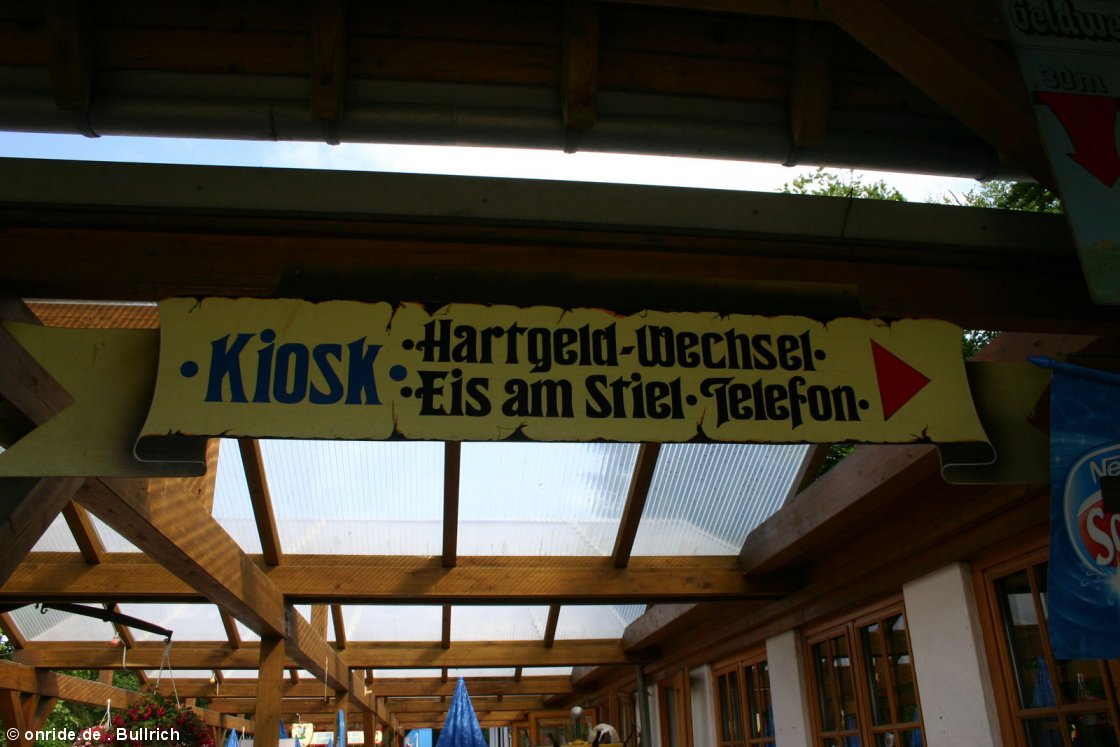 30m
• Kiosk •
• Hartgeld-Wechsel •
• Eis am Stiel • Telefon •
© onride.de . Bullrich